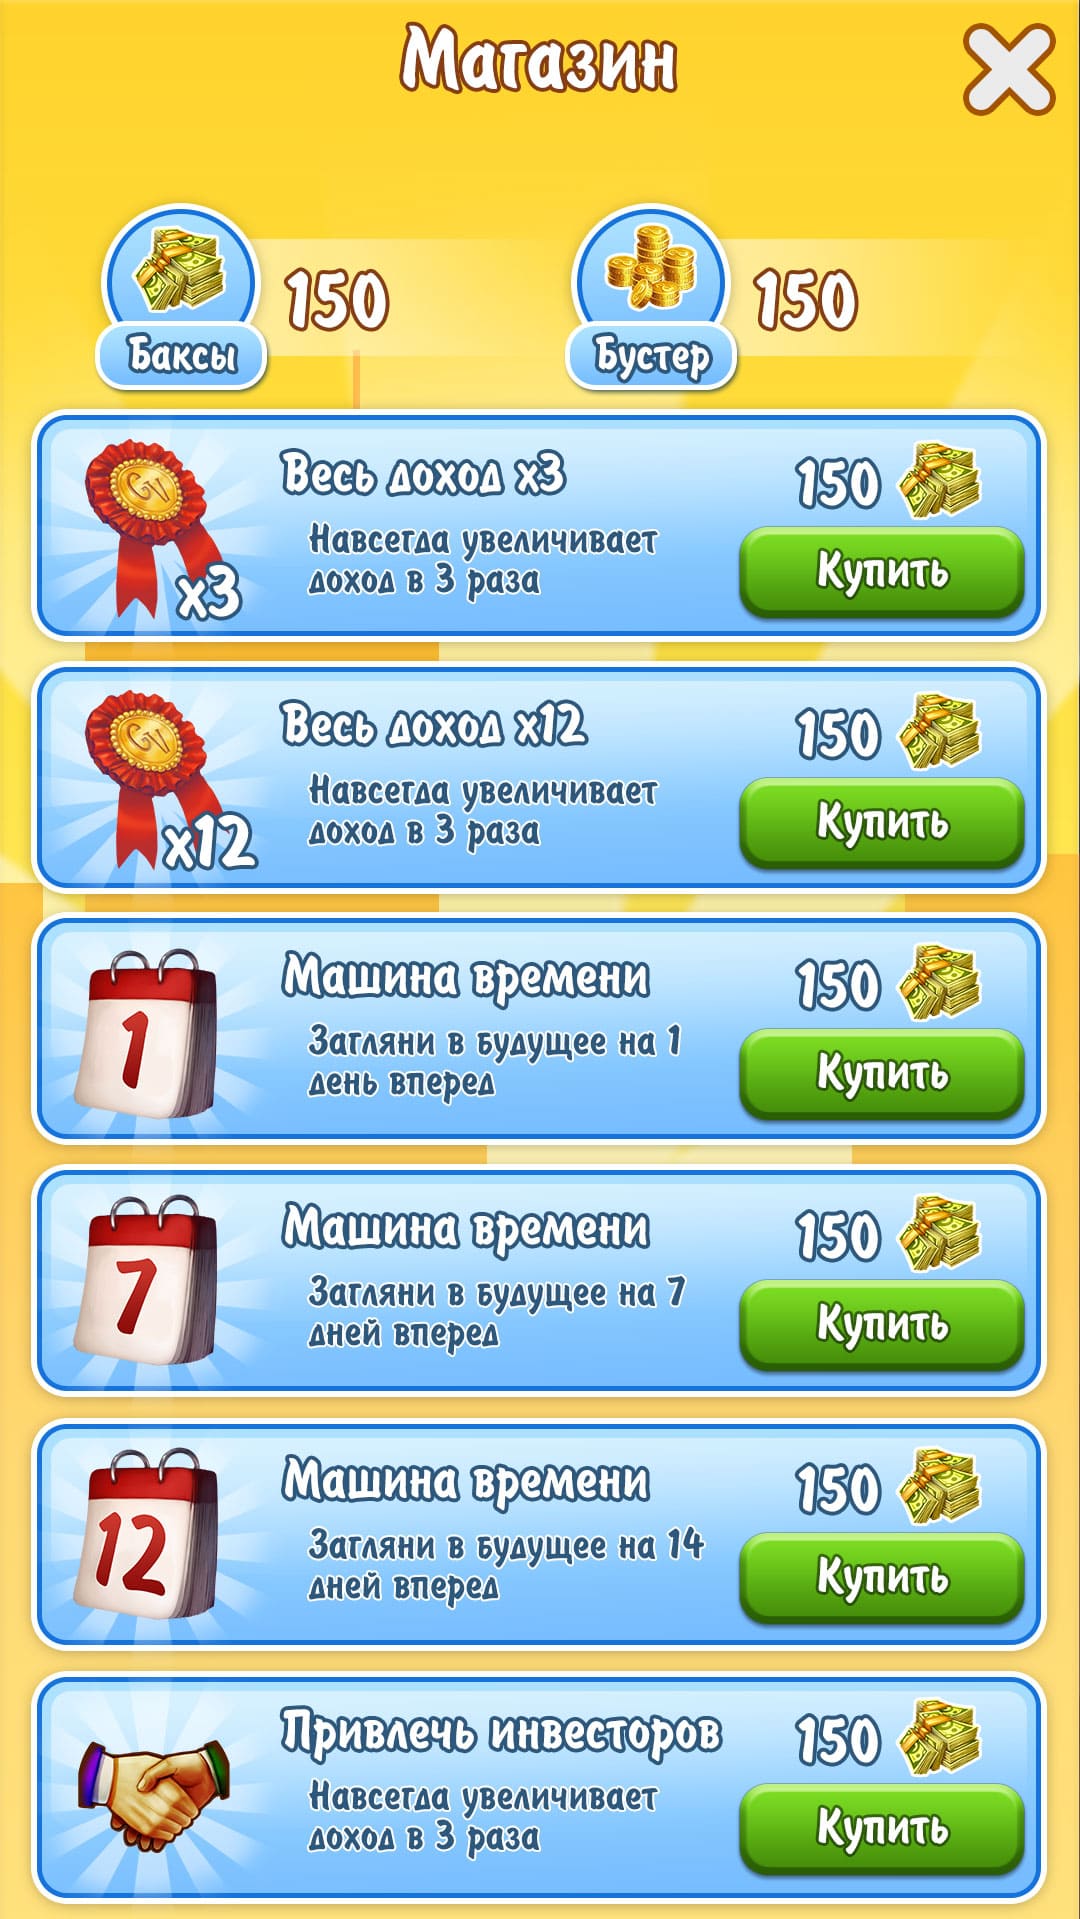 Магазин
150
150
Баксы
Бустер
Весь доход x3
150
Навсегда увеличивает
доход в 3 раза
Купить
x3
Весь доход x12
150
Навсегда увеличивает
доход в 3 раза
Купить
x12
Машина времени
150
1
Загляни в будущее на 1
день вперед
Купить
Машина времени
150
7
Загляни в будущее на 7
дней вперед
Купить
Машина времени
150
12
Загляни в будущее на 14
дней вперед
Купить
Привлечь инвесторов
150
Навсегда увеличивает
доход в 3 раза
Купить